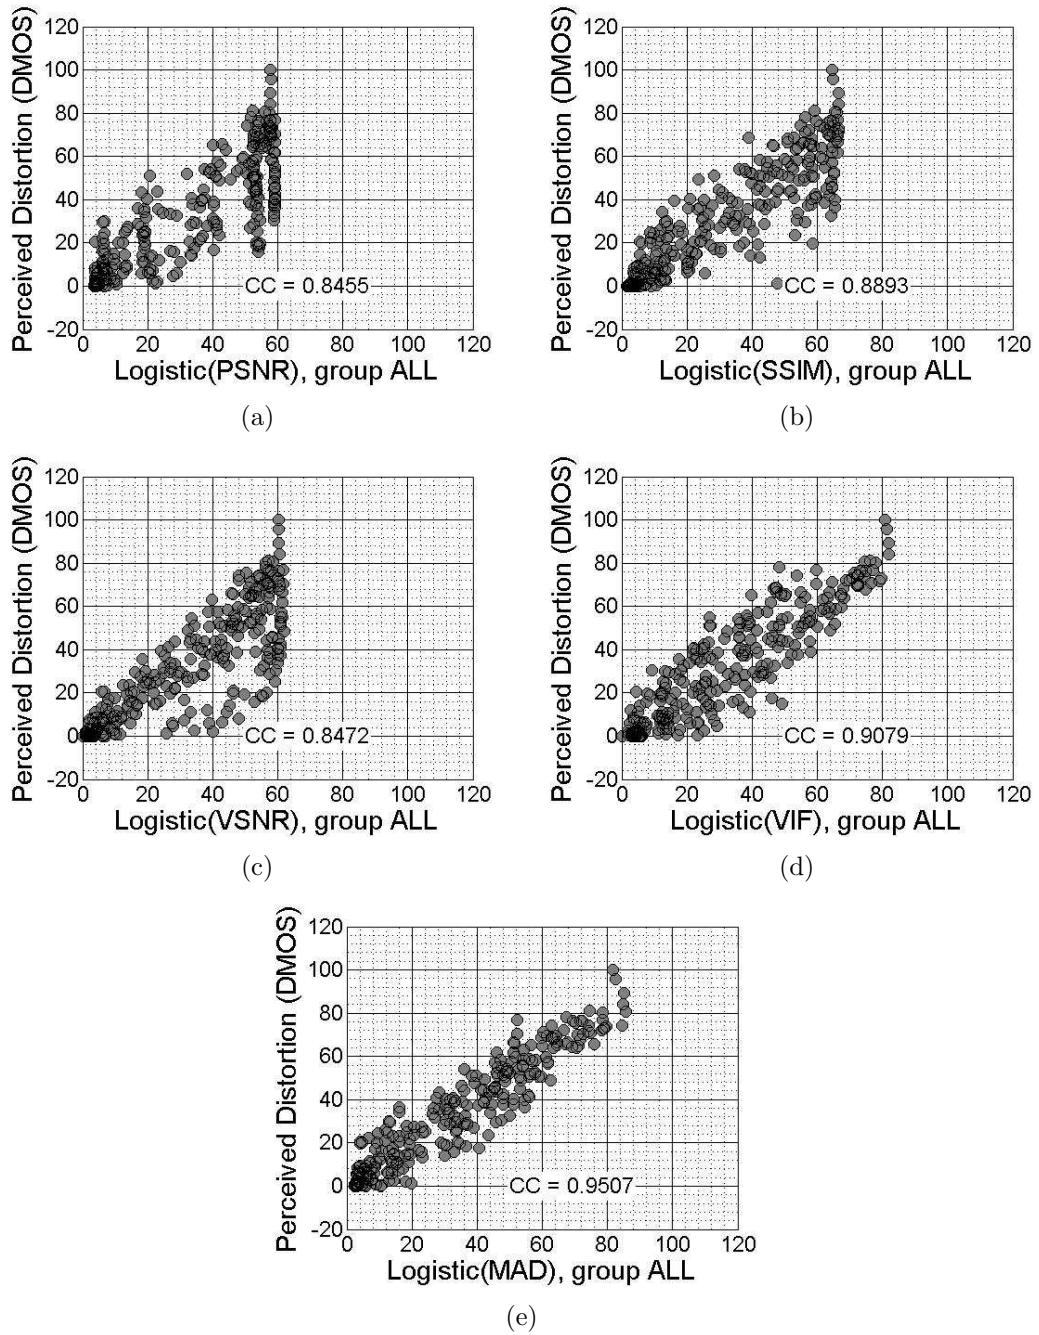 120
100
80
60
40
20
0
-20
Perceived Distortion (DMOS)
CC = 0.8455
0 20 40 60 80 100 120
Logistic(PSNR), group ALL
(a)
120
100
80
60
40
20
0
-20
Perceived Distortion (DMOS)
CC = 0.8893
0 20 40 60 80 100 120
Logistic(SSIM), group ALL
(b)
120
100
80
60
40
20
0
-20
Perceived Distortion (DMOS)
CC = 0.8472
0 20 40 60 80 100 120
Logistic(VSNR), group ALL
(c)
120
100
80
60
40
20
0
-20
Perceived Distortion (DMOS)
CC = 0.9079
0 20 40 60 80 100 120
Logistic(VIF), group ALL
(d)
120
100
80
60
40
20
0
-20
Perceived Distortion (DMOS)
CC = 0.9507
0 20 40 60 80 100 120
Logistic(MAD), group ALL
(e)